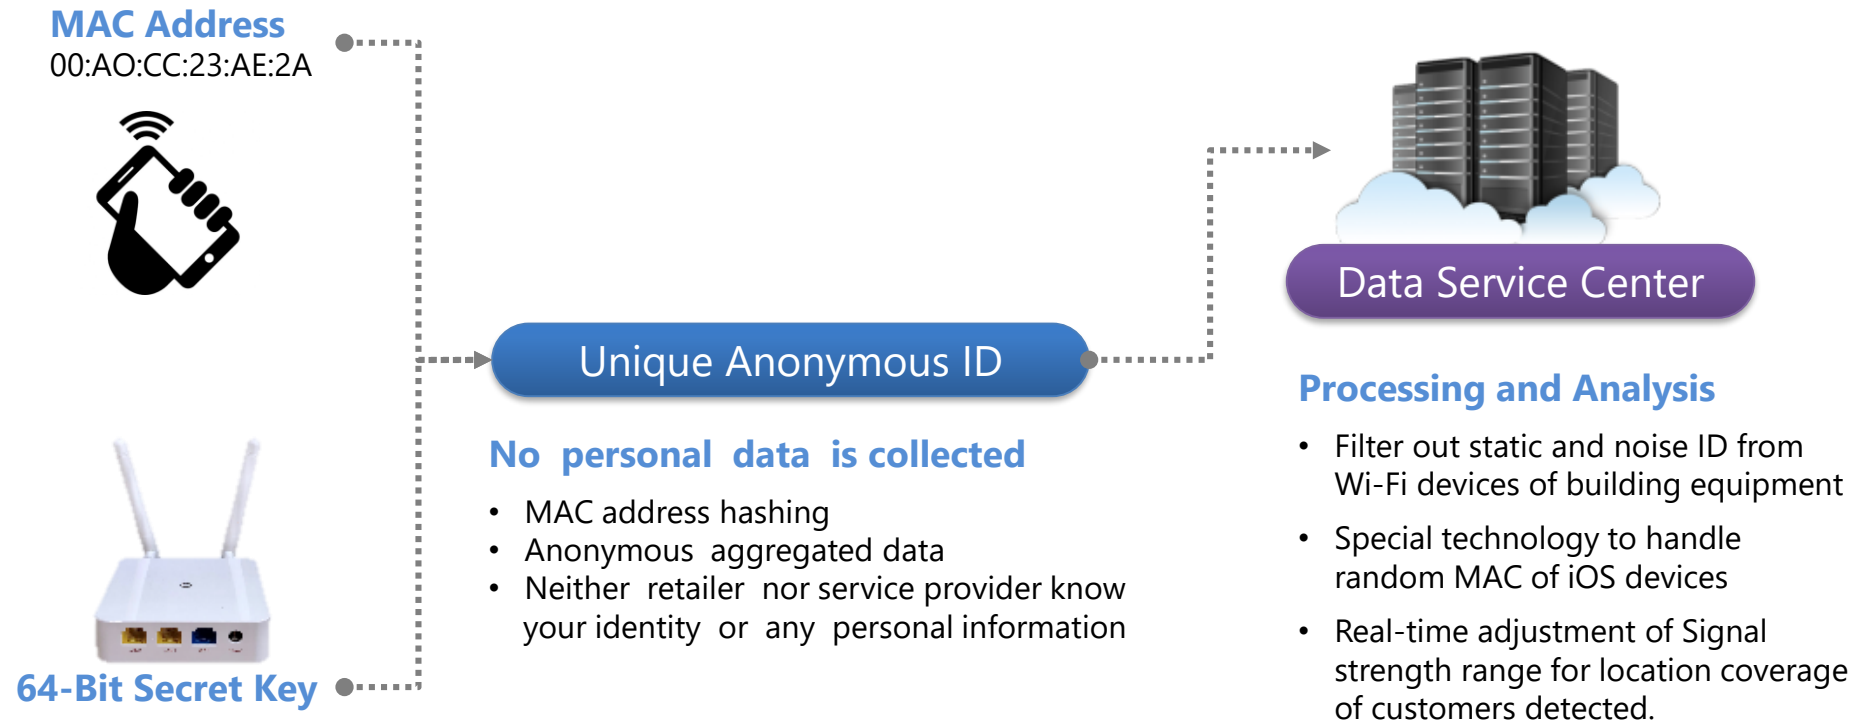 MAC Address
00:AO:CC:23:AE:2A
64-Bit Secret Key
Unique Anonymous ID
No personal data is collected
• MAC address hashing
• Anonymous aggregated data
• Neither retailer nor service provider know
your identity or any personal information
Data Service Center
Processing and Analysis
• Filter out static and noise ID from
Wi-Fi devices of building equipment
• Special technology to handle
random MAC of iOS devices
• Real-time adjustment of Signal
strength range for location coverage
of customers detected.